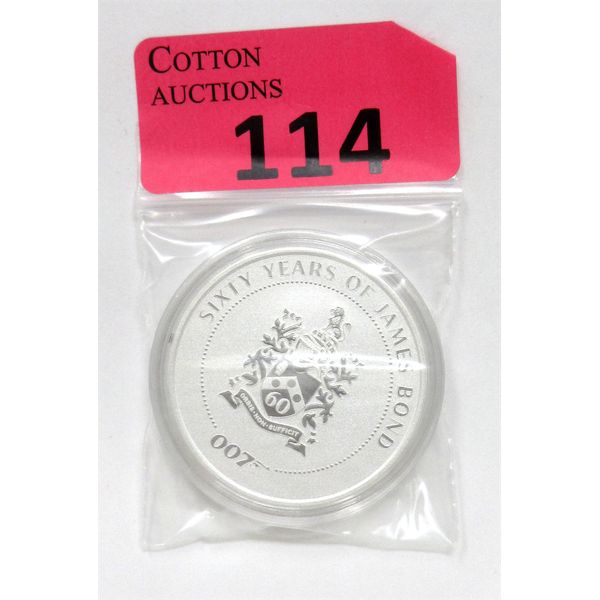 COTTON
AUCTIONS
114
SIXTY YEARS OF JAMES BOND
60
ORBIS · NON · SUFFICIT
007